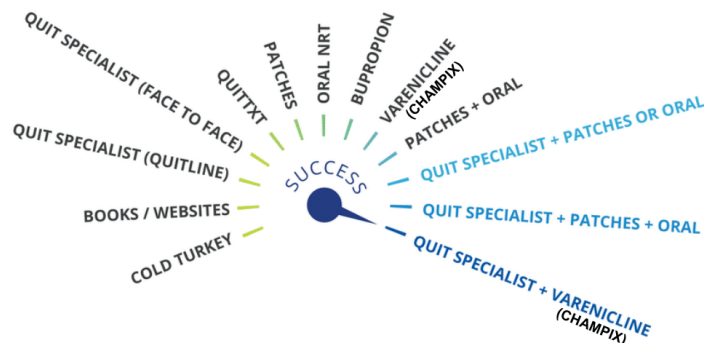 COLD TURKEY
BOOKS / WEBSITES
QUIT SPECIALIST (QUITLINE)
QUIT SPECIALIST (FACE TO FACE)
QUITTXT
PATCHES
ORAL NRT
BUPROPION
VARENICLINE
(CHAMPIX)
PATCHES + ORAL
QUIT SPECIALIST + PATCHES OR ORAL
QUIT SPECIALIST + PATCHES + ORAL
QUIT SPECIALIST + VARENICLINE
(CHAMPIX)
SUCCESS